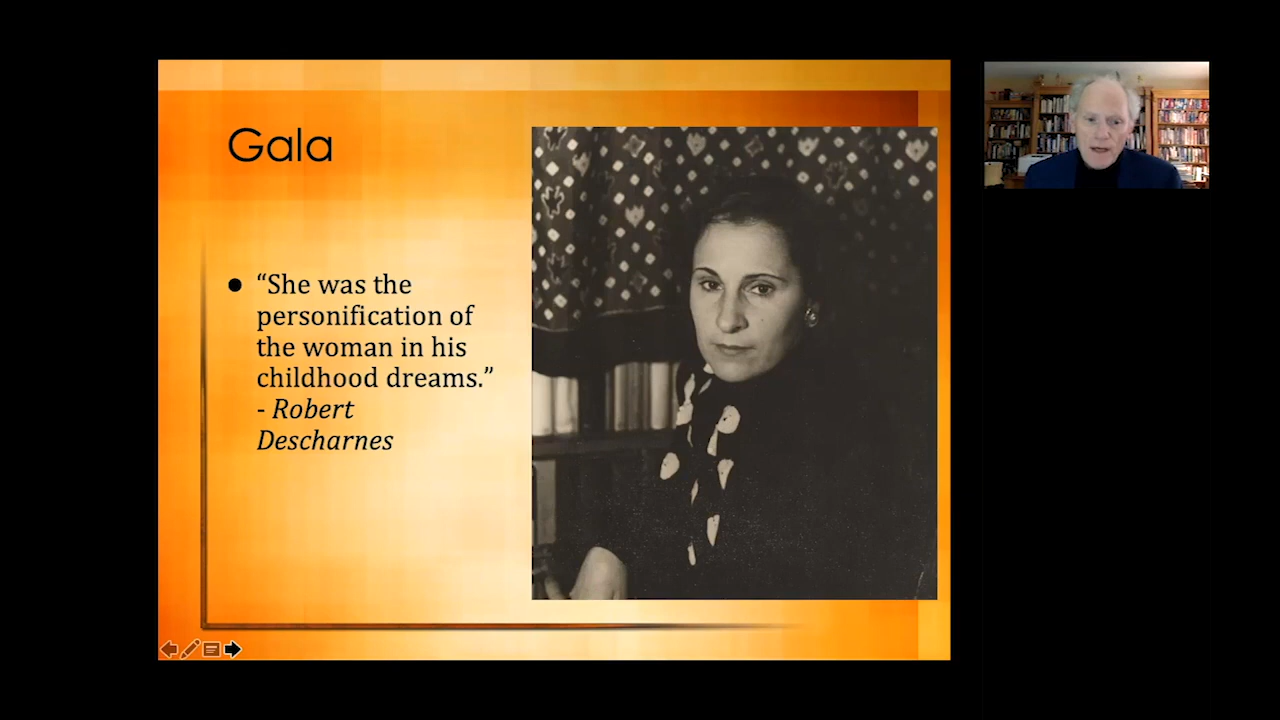 Gala
● “She was the
personification of
the woman in his
childhood dreams.”
- Robert
Descharnes